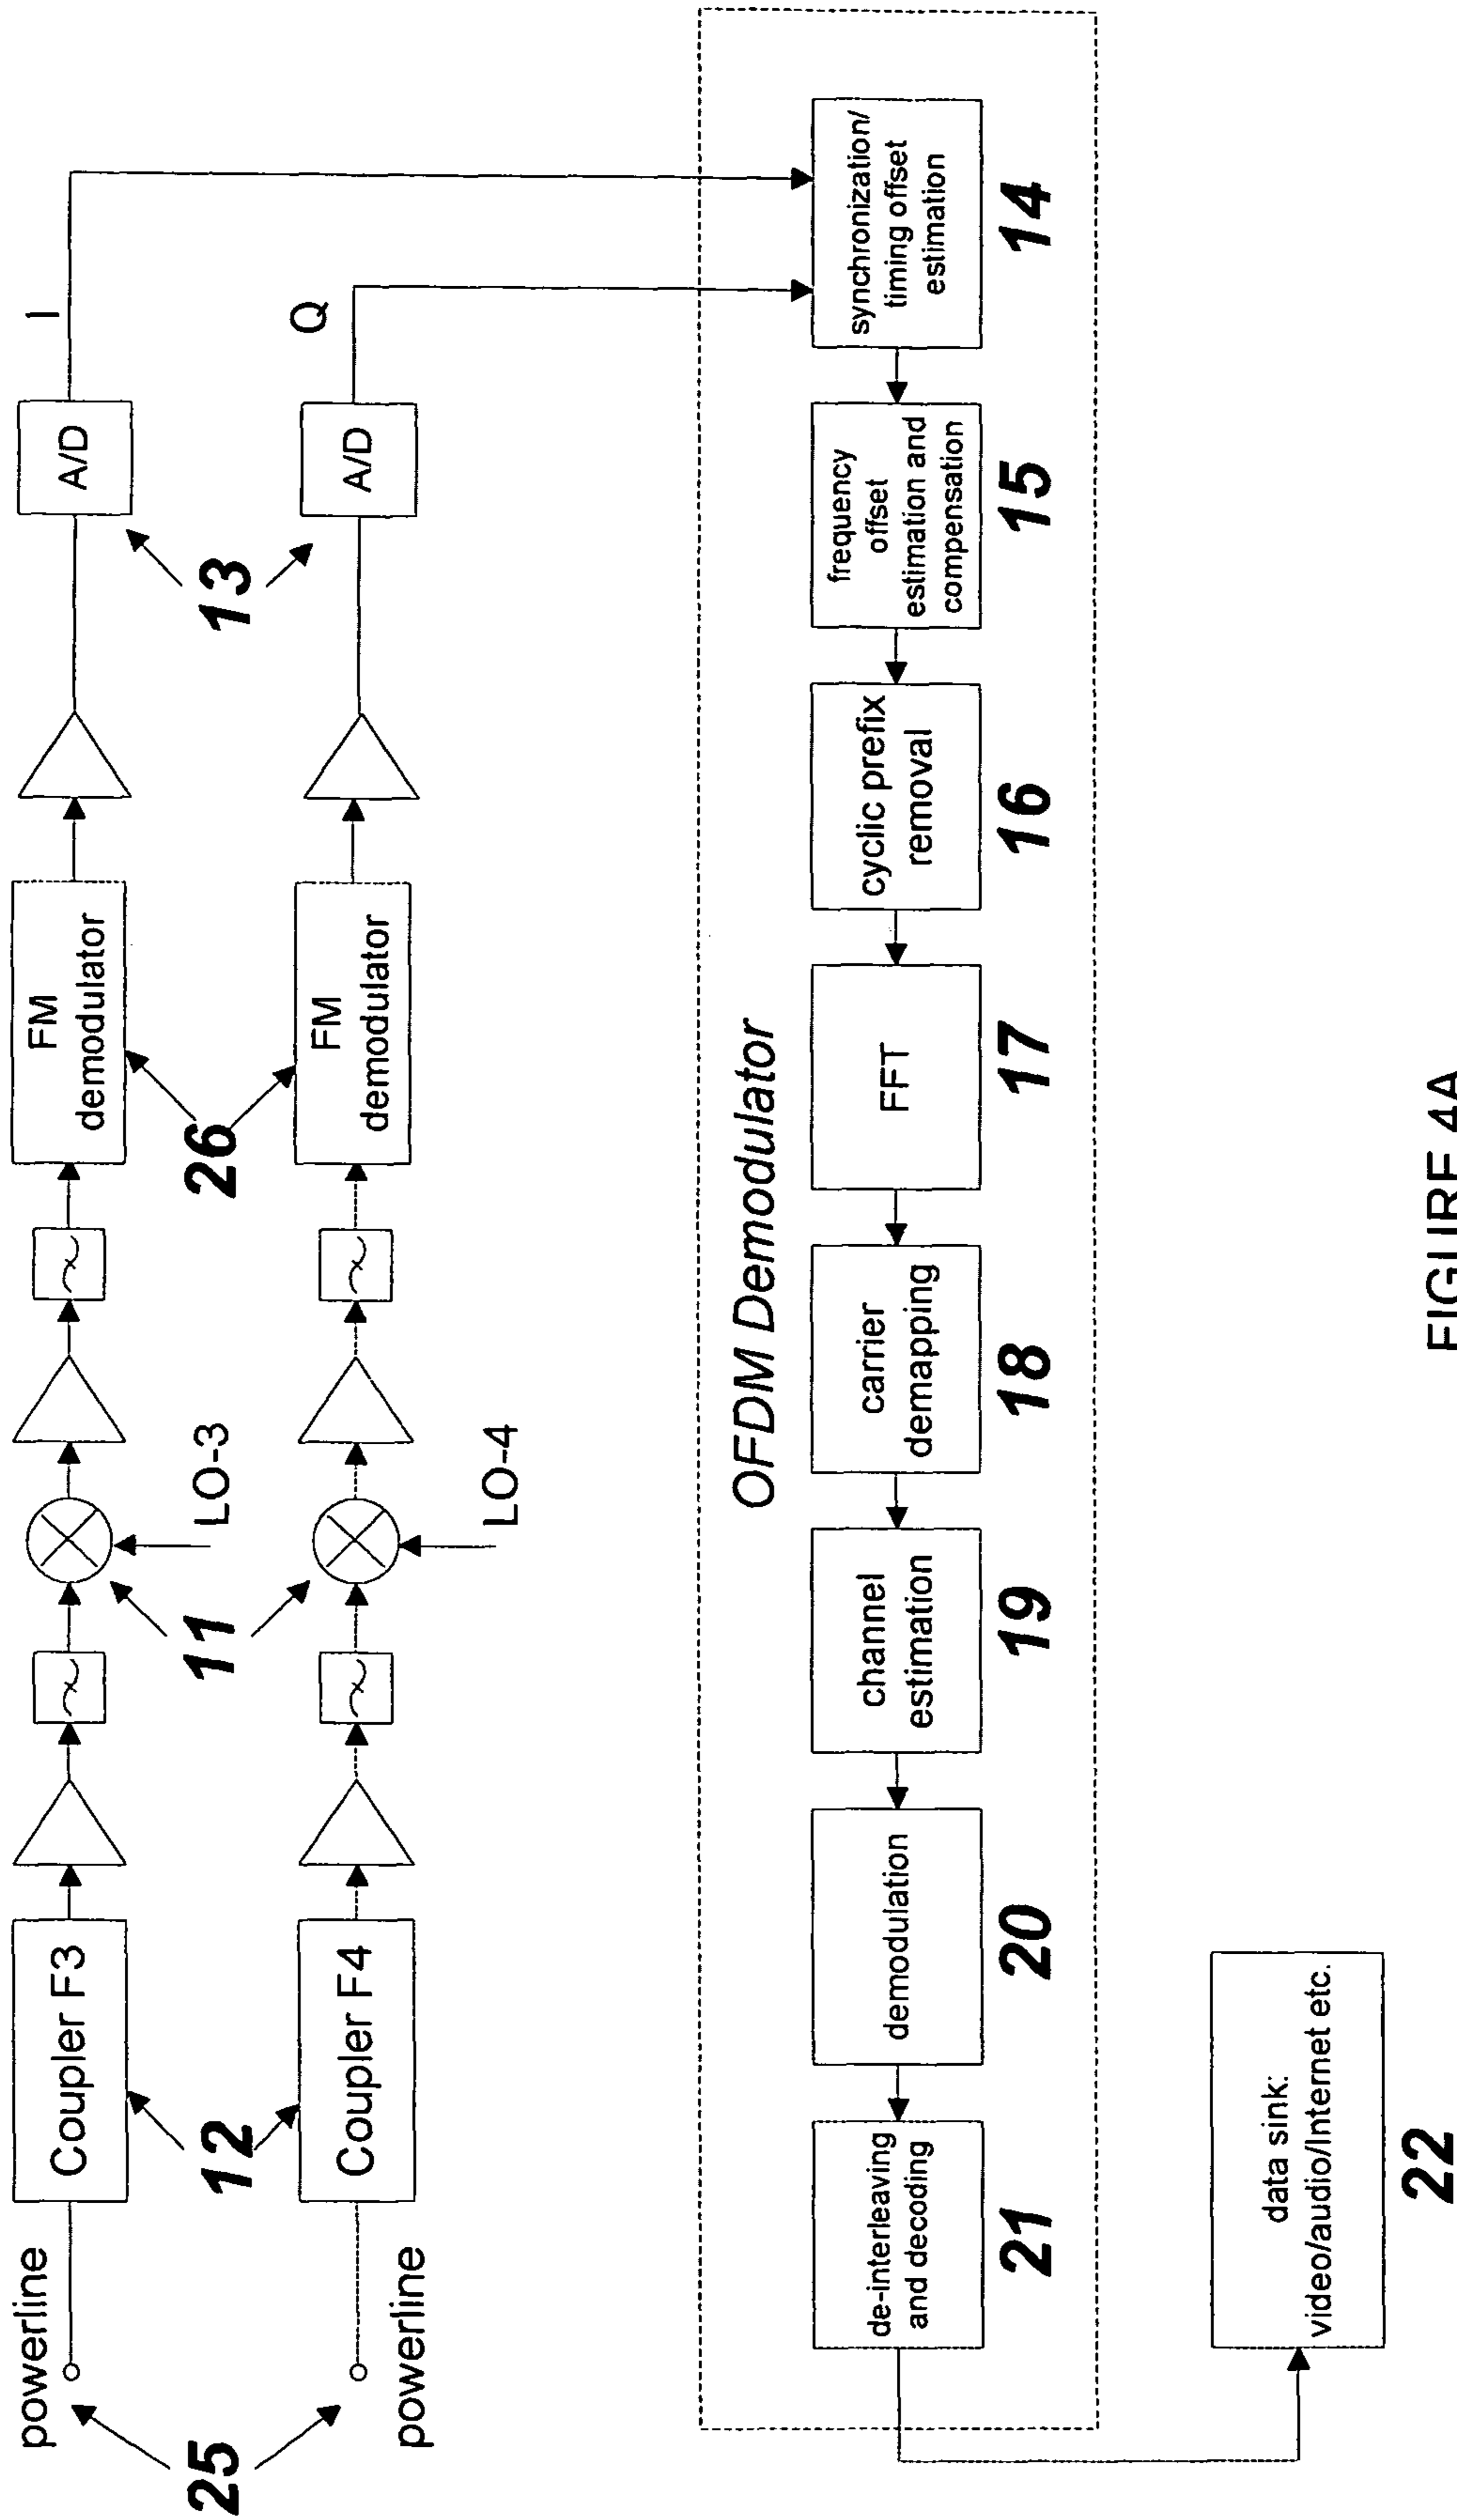 powerline
Coupler F3
LO-3
FM
demodulator
A/D
I
25
12
11
26
13
powerline
Coupler F4
LO-4
FM
demodulator
A/D
Q
OFDM Demodulator
synchronization/
timing offset
estimation
14
frequency
offset
estimation and
compensation
15
cyclic prefix
removal
16
FFT
17
carrier
demapping
18
channel
estimation
19
demodulation
20
de-interleaving
and decoding
21
data sink:
video/audio/Internet etc.
22
FIGURE 4A